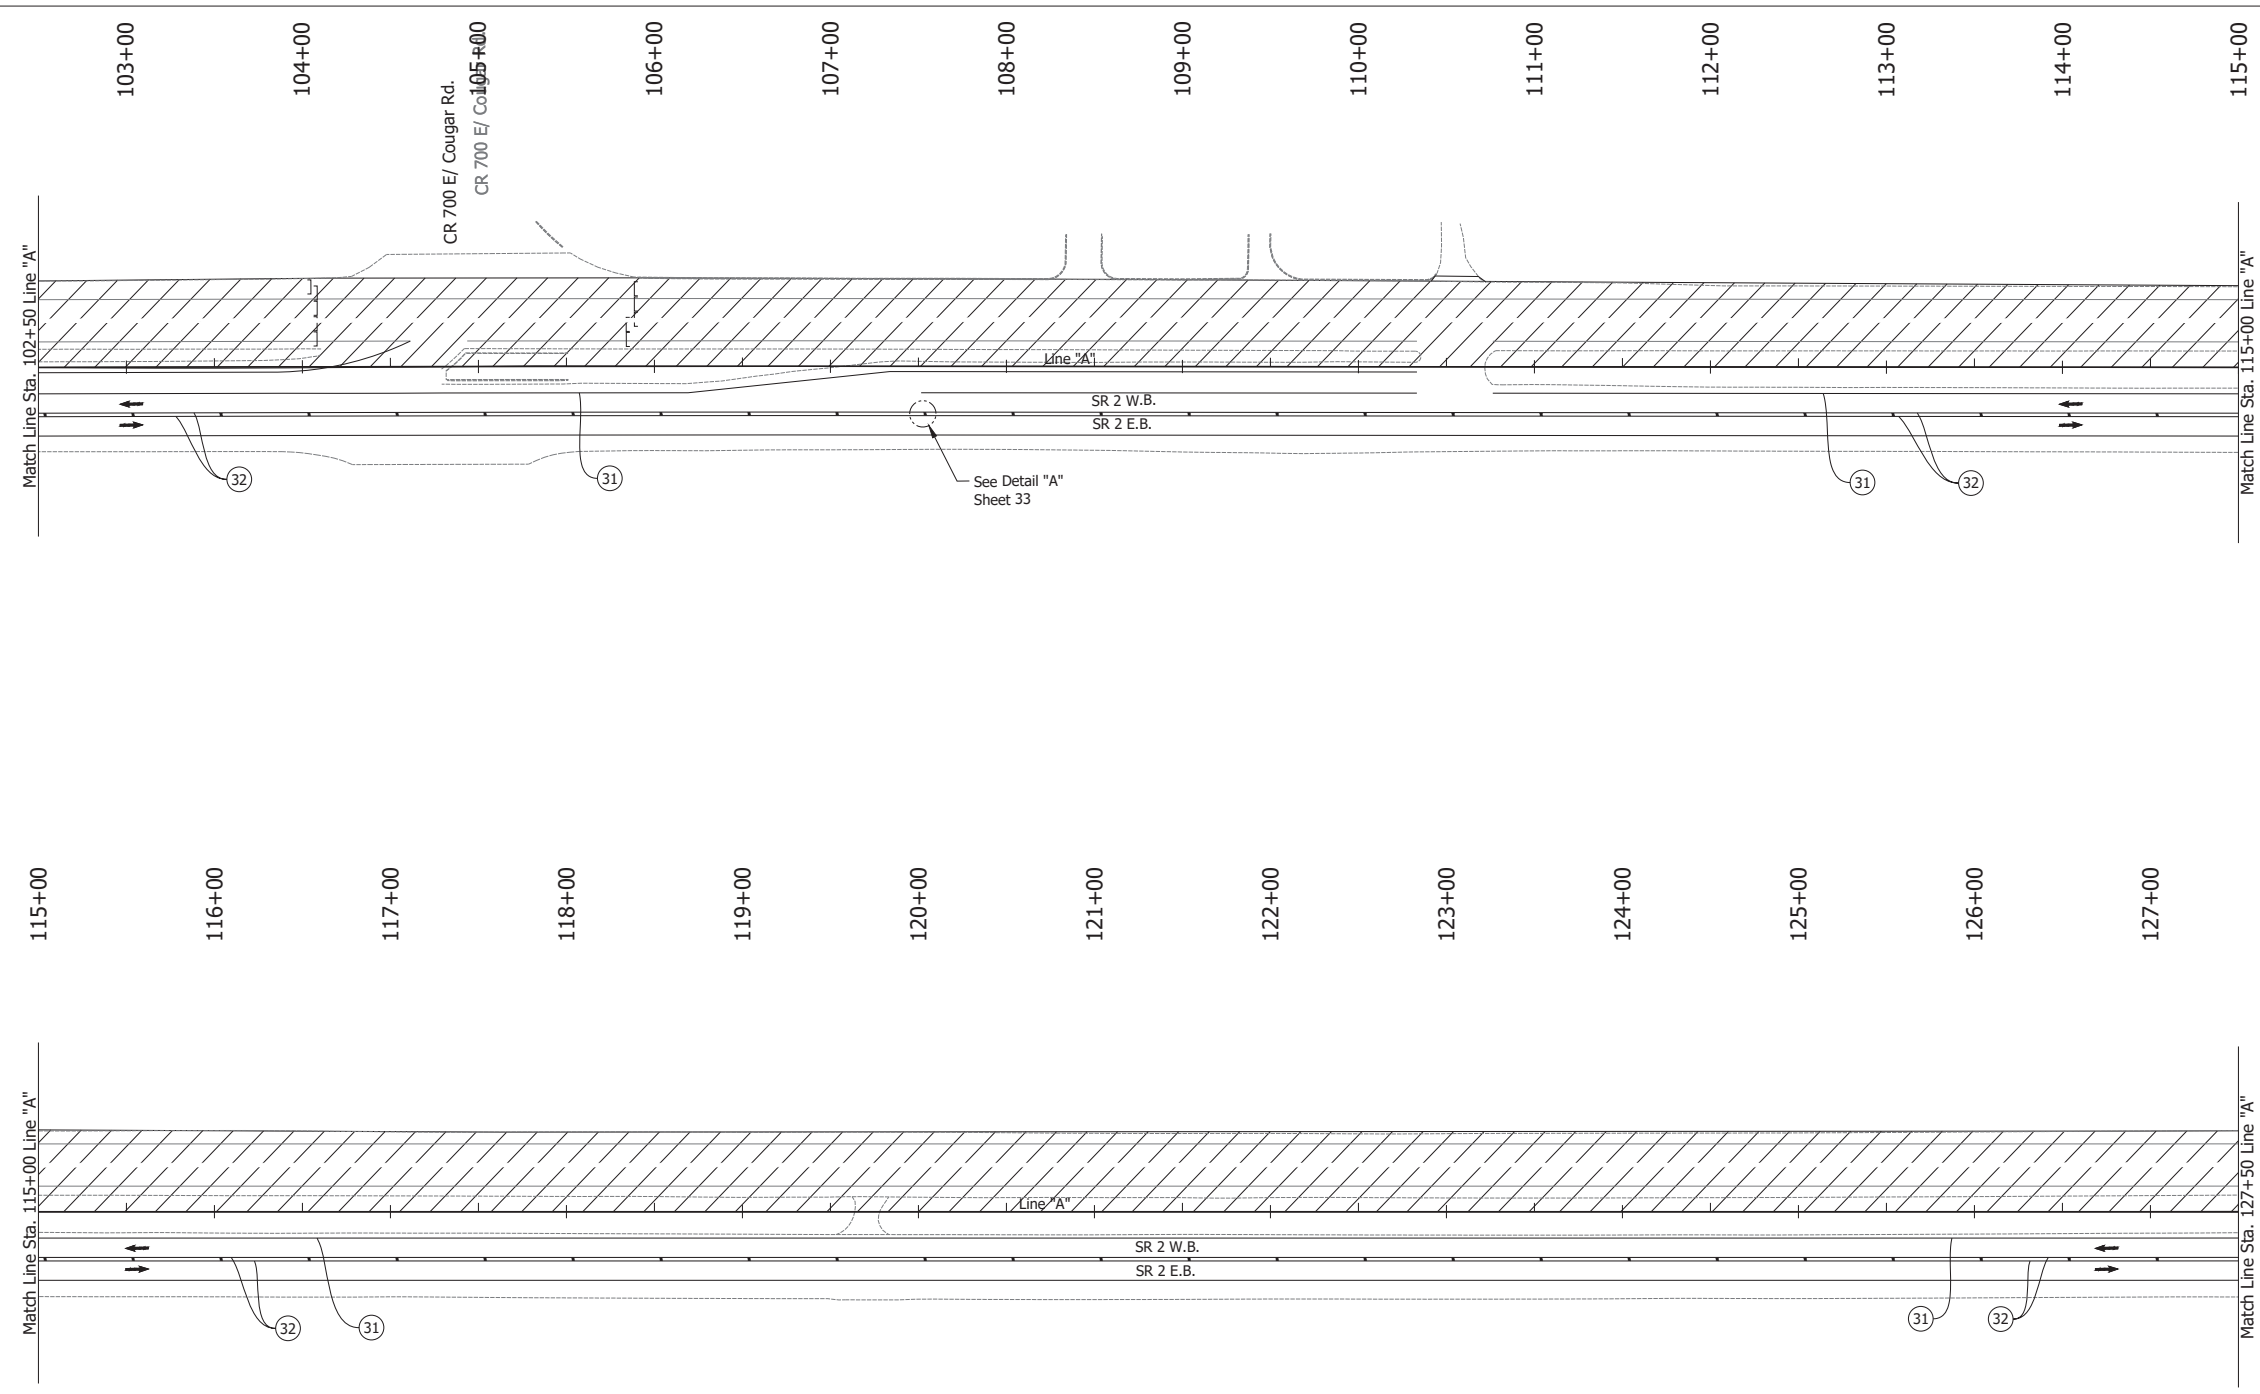 103+00
104+00
105+00
106+00
107+00
108+00
109+00
110+00
111+00
112+00
113+00
114+00
115+00
CR 700 E/ Cougar Rd.
CR 700 E/ Cougar Rd.
Match Line Sta. 102+50 Line "A"
Line "A"
SR 2 W.B.
SR 2 E.B.
32
31
See Detail "A"
Sheet 33
31
32
Match Line Sta. 115+00 Line "A"
115+00
116+00
117+00
118+00
119+00
120+00
121+00
122+00
123+00
124+00
125+00
126+00
127+00
Match Line Sta. 115+00 Line "A"
Line "A"
SR 2 W.B.
SR 2 E.B.
32
31
31
32
Match Line Sta. 127+50 Line "A"